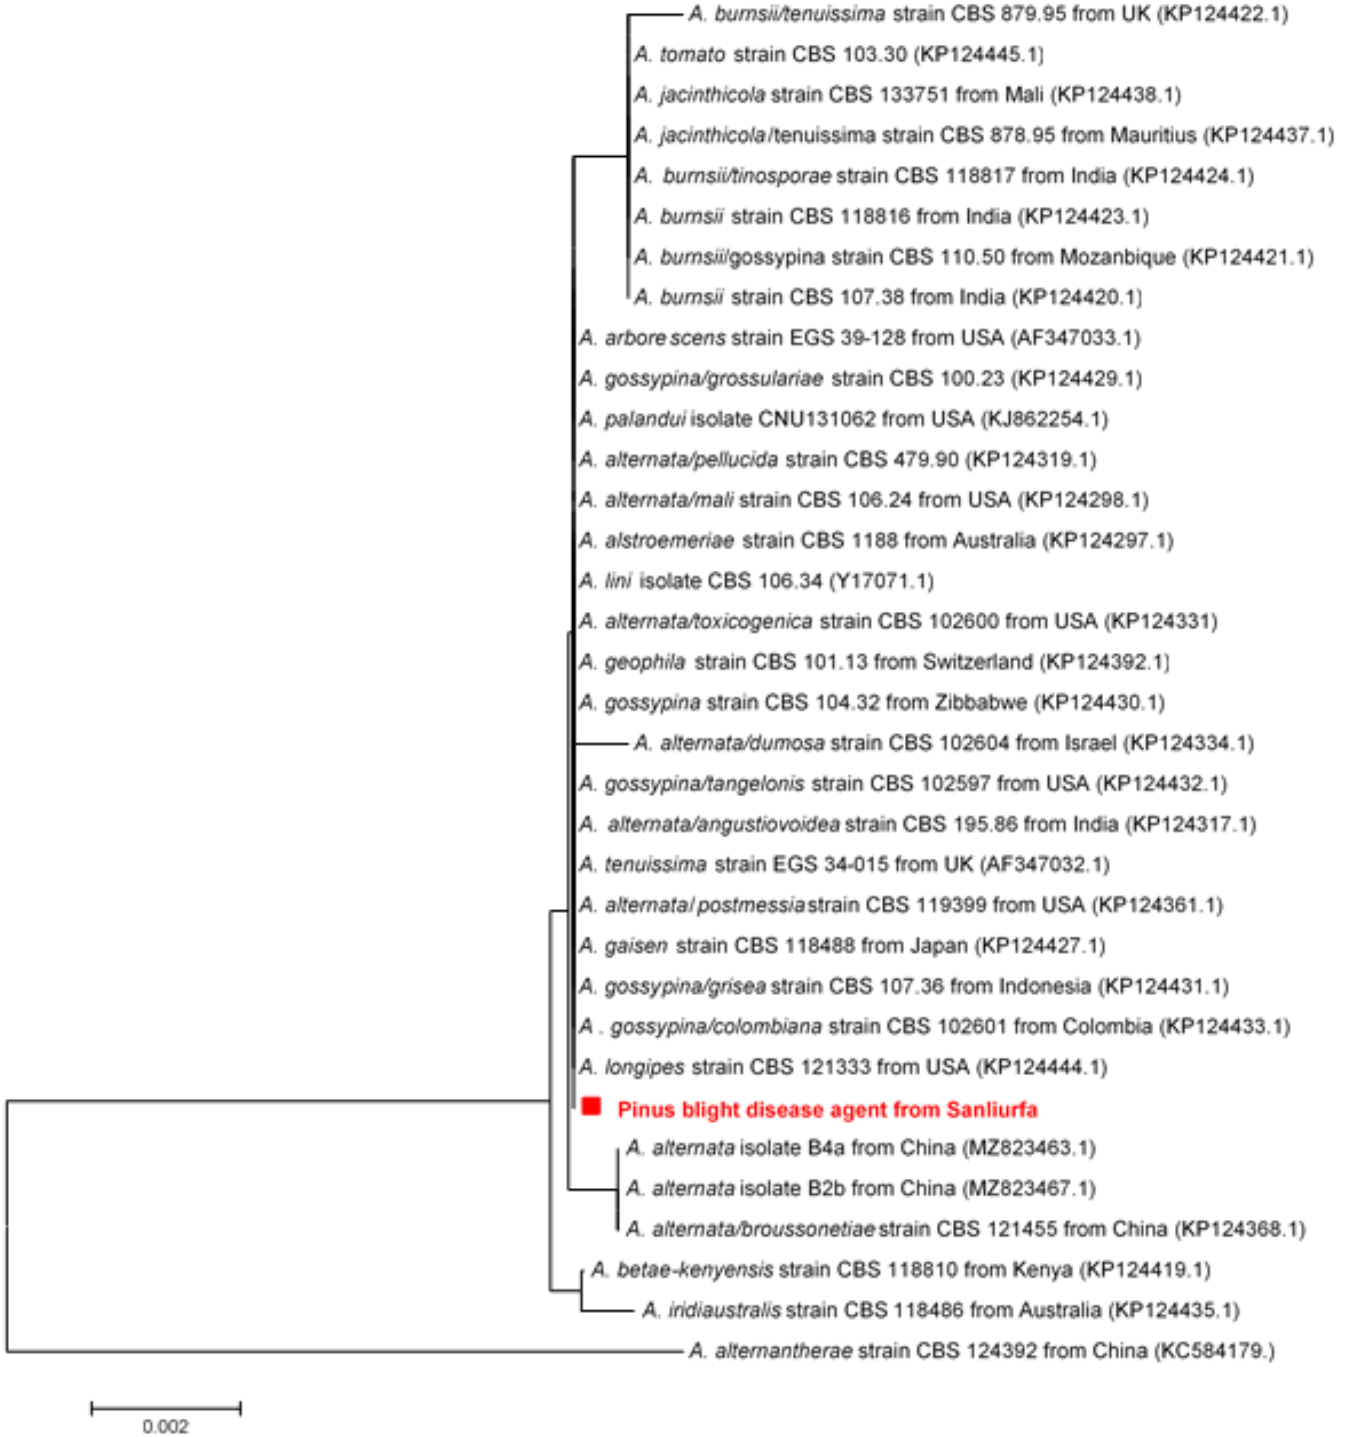 A. burnsii/tenuissima strain CBS 879.95 from UK (KP124422.1)
A. tomato strain CBS 103.30 (KP124445.1)
A. jacinthicola strain CBS 133751 from Mali (KP124438.1)
A. jacinthicola/tenuissima strain CBS 878.95 from Mauritius (KP124437.1)
A. burnsii/tinosporae strain CBS 118817 from India (KP124424.1)
A. burnsii strain CBS 118816 from India (KP124423.1)
A. burnsii/gossypina strain CBS 110.50 from Mozanbique (KP124421.1)
A. burnsii strain CBS 107.38 from India (KP124420.1)
A. arborescens strain EGS 39-128 from USA (AF347033.1)
A. gossypina/grossulariae strain CBS 100.23 (KP124429.1)
A. palandui isolate CNU131062 from USA (KJ862254.1)
A. alternata/pellucida strain CBS 479.90 (KP124319.1)
A. alternata/mali strain CBS 106.24 from USA (KP124298.1)
A. alstroemeriae strain CBS 1188 from Australia (KP124297.1)
A. lini isolate CBS 106.34 (Y17071.1)
A. alternata/toxicogenica strain CBS 102600 from USA (KP124331)
A. geophila strain CBS 101.13 from Switzerland (KP124392.1)
A. gossypina strain CBS 104.32 from Zibbabwe (KP124430.1)
A. alternata/dumosa strain CBS 102604 from Israel (KP124334.1)
A. gossypina/tangelonis strain CBS 102597 from USA (KP124432.1)
A. alternata/angustiovoidea strain CBS 195.86 from India (KP124317.1)
A. tenuissima strain EGS 34-015 from UK (AF347032.1)
A. alternata/postmessia strain CBS 119399 from USA (KP124361.1)
A. gaisen strain CBS 118488 from Japan (KP124427.1)
A. gossypina/grisea strain CBS 107.36 from Indonesia (KP124431.1)
A . gossypina/colombiana strain CBS 102601 from Colombia (KP124433.1)
A. longipes strain CBS 121333 from USA (KP124444.1)
Pinus blight disease agent from Sanliurfa
A. alternata isolate B4a from China (MZ823463.1)
A. alternata isolate B2b from China (MZ823467.1)
A. alternata/broussonetiae strain CBS 121455 from China (KP124368.1)
A. betae-kenyensis strain CBS 118810 from Kenya (KP124419.1)
A. iridiaustralis strain CBS 118486 from Australia (KP124435.1)
A. alternantherae strain CBS 124392 from China (KC584179.)
0.002